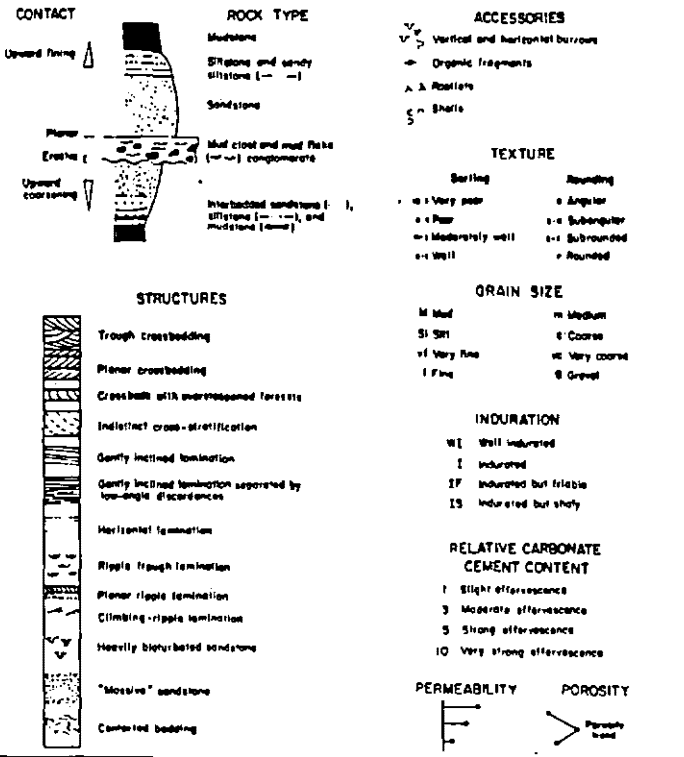 CONTACT
ROCK TYPE
Mudstone
Upward fining
Siltstone and sandy
siltstone (— · —)
Sandstone
Planar
Erosive
Mud clast and mud flake
(— —) conglomerate
Upward
coarsening
Interbedded sandstone (· ·),
siltstone (— · —), and
mudstone (——)
STRUCTURES
Trough crossbedding
Planar crossbedding
Crossbeds with oversteepened foresets
Indistinct cross-stratification
Gently inclined lamination
Gently inclined lamination separated by
low-angle discordances
Horizontal lamination
Ripple trough lamination
Planar ripple lamination
Climbing-ripple lamination
Heavily bioturbated sandstone
"Massive" sandstone
Contorted bedding
ACCESSORIES
Vertical and horizontal burrows
Organic fragments
Rootlets
Shells
TEXTURE
Sorting
Rounding
Very poor
a Angular
Poor
Subangular
Moderately well
Subrounded
Well
r Rounded
GRAIN SIZE
M Mud
m Medium
SI Silt
c Coarse
vf Very fine
vc Very coarse
f Fine
g Gravel
INDURATION
WI Well indurated
I Indurated
IF Indurated but friable
IS Indurated but shaly
RELATIVE CARBONATE
CEMENT CONTENT
1 Slight effervescence
3 Moderate effervescence
5 Strong effervescence
10 Very strong effervescence
PERMEABILITY
POROSITY
Porosity
trend